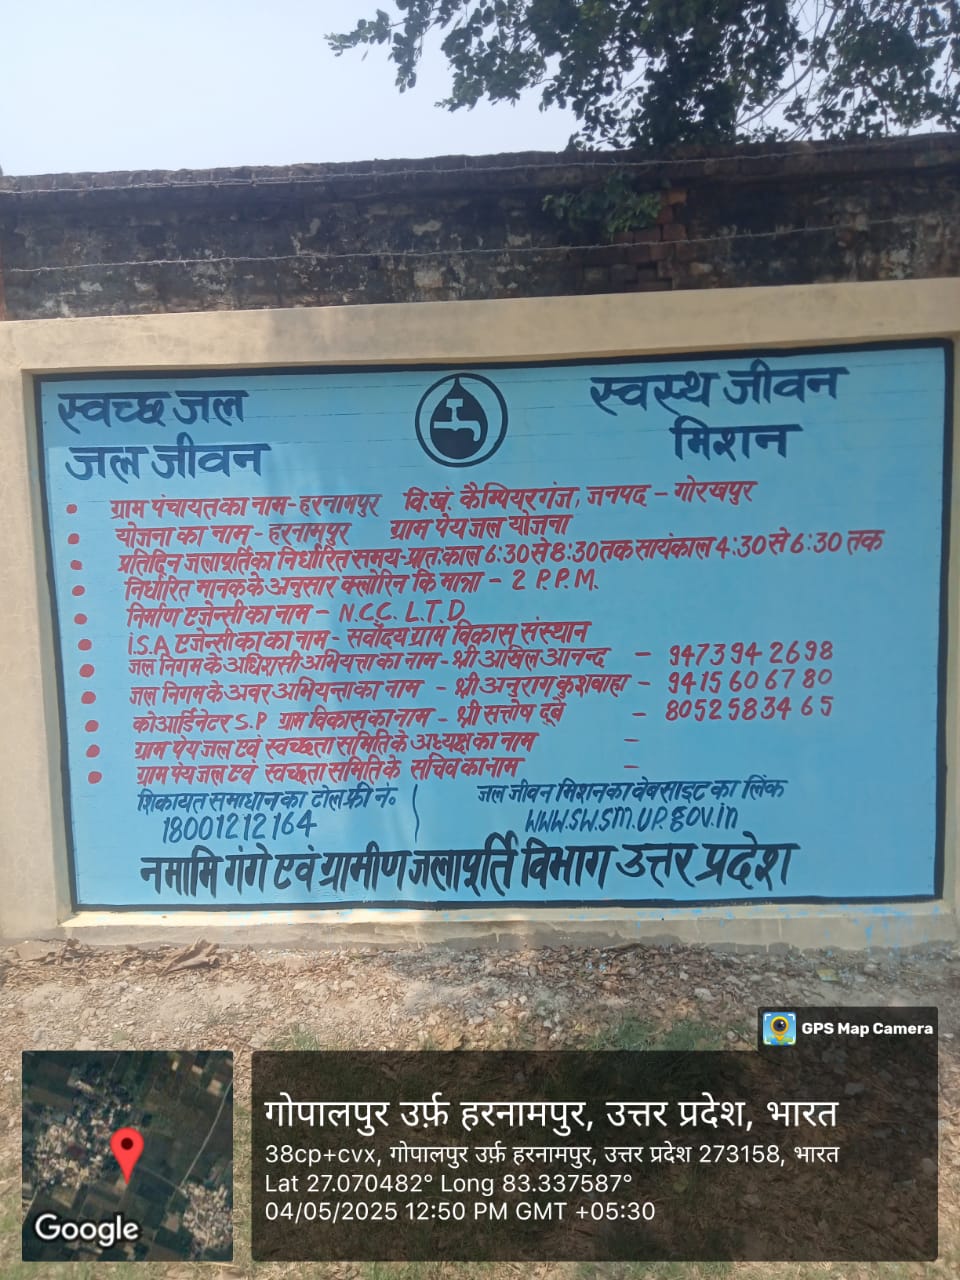 स्वच्छ जल
स्वस्थ जीवन
जल जीवन
मिशन
ग्राम पंचायत का नाम - हरनामपुर वि.खं. कैम्पियरगंज, जनपद - गोरखपुर
योजना का नाम - हरनामपुर ग्राम पेयजल योजना
प्रतिदिन जलापूर्ति का निर्धारित समय-प्रात:काल 6:30 से 8:30 तक सायंकाल 4:30 से 6:30 तक
निर्धारित मानक के अनुसार क्लोरिन कि मात्रा - 2 P.P.M.
निर्माण एजेन्सी का नाम - N.C.C. L.T.D
i.S.A एजेन्सी का का नाम - सर्वोदय ग्राम विकास संस्थान
जल निगम के अधिशासी अभियत्ता का नाम - श्री अखिल आनन्द - 9473942698
जल निगम के अवर अभियन्ता का नाम - श्री अनुराग कुशवाहा - 9415606780
कोआर्डिनेटर S.P ग्राम विकास का नाम - श्री सत्तोष दूबे - 8052583465
ग्राम पेय जल एवं स्वच्छता समिति के अध्यक्ष का नाम -
ग्राम पेय जल एवं स्वच्छता समिति के सचिव का नाम -
शिकायत समाधान का टोल फ्री नं. जल जीवन मिशन का वेबसाइट का लिंक
18001212164 www.sw.sm.up.gov.in
नमामि गंगे एवं ग्रामीण जलापूर्ति विभाग उत्तर प्रदेश
GPS Map Camera
गोपालपुर उर्फ़ हरनामपुर, उत्तर प्रदेश, भारत
38cp+cvx, गोपालपुर उर्फ़ हरनामपुर, उत्तर प्रदेश 273158, भारत
Lat 27.070482° Long 83.337587°
04/05/2025 12:50 PM GMT +05:30
Google